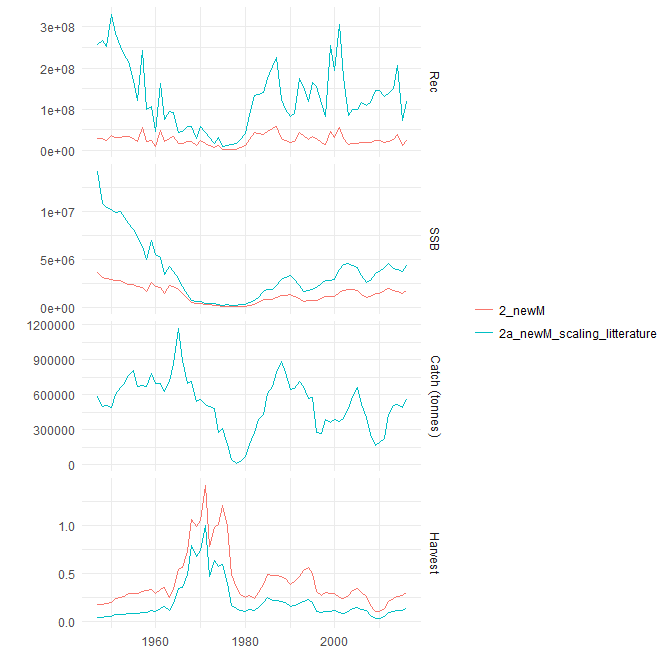 3e+08
2e+08
1e+08
0e+00
Rec
1e+07
5e+06
0e+00
SSB
1200000
900000
600000
300000
0
Catch (tonnes )
1.0
0.5
0.0
Harvest
1960 1980 2000
2_newM
2a_newM_scaling_litterature